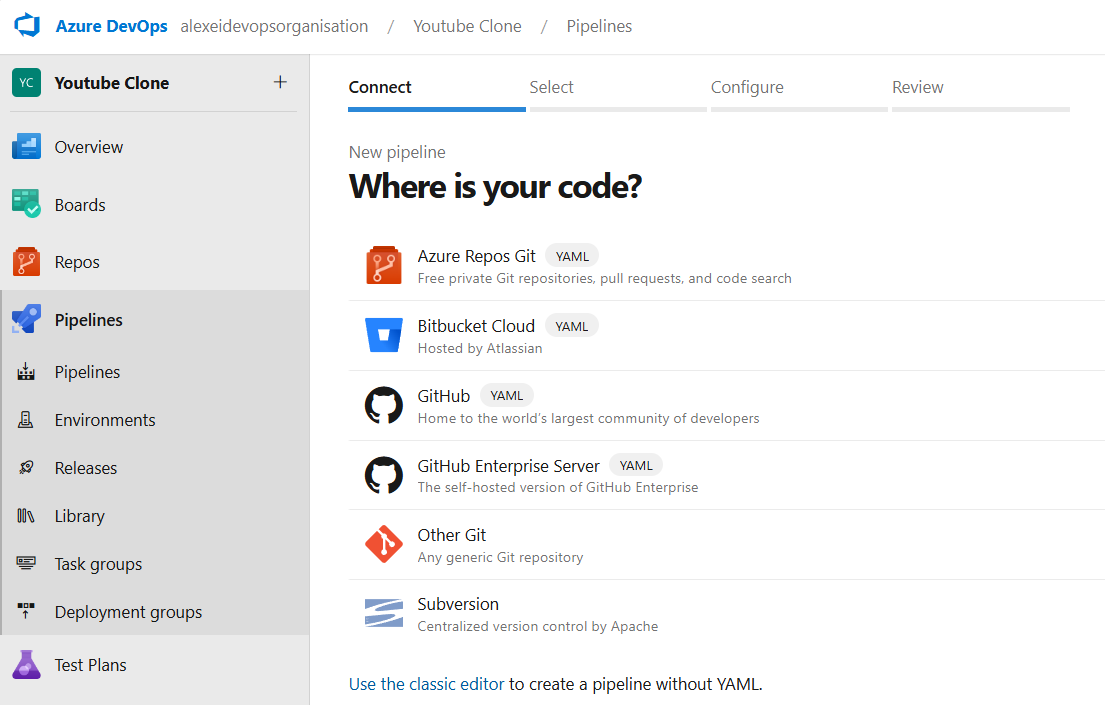 Azure DevOps alexeidevopsorganisation / Youtube Clone / Pipelines
YC Youtube Clone +
Overview
Boards
Repos
Pipelines
Pipelines
Environments
Releases
Library
Task groups
Deployment groups
Test Plans
Connect Select Configure Review
New pipeline
Where is your code?
Azure Repos Git YAML
Free private Git repositories, pull requests, and code search
Bitbucket Cloud YAML
Hosted by Atlassian
GitHub YAML
Home to the world's largest community of developers
GitHub Enterprise Server YAML
The self-hosted version of GitHub Enterprise
Other Git
Any generic Git repository
Subversion
Centralized version control by Apache
Use the classic editor to create a pipeline without YAML.